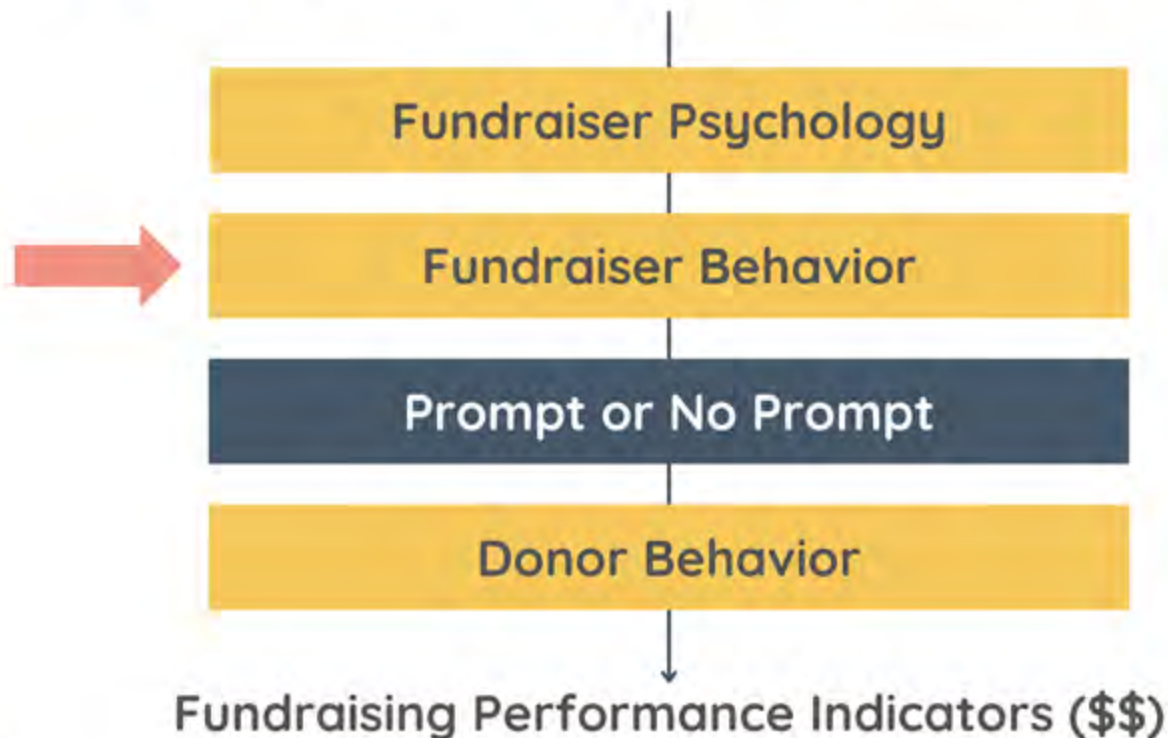 Fundraiser Psychology
Fundraiser Behavior
Prompt or No Prompt
Donor Behavior
Fundraising Performance Indicators ($$)